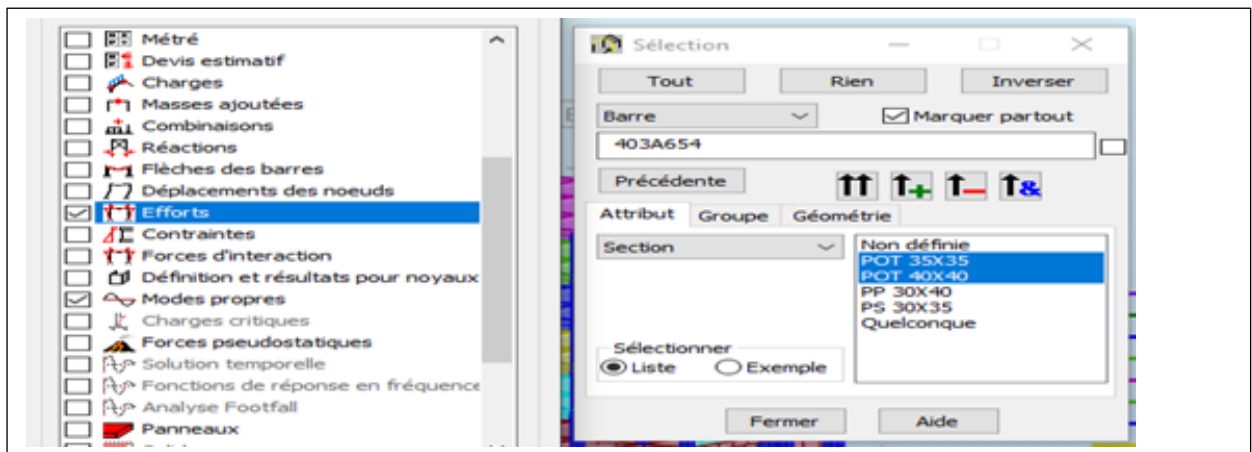 Métré
Devis estimatif
Charges
Masses ajoutées
Combinaisons
Réactions
Flèches des barres
Déplacements des noeuds
Efforts
Contraintes
Forces d'interaction
Définition et résultats pour noyaux
Modes propres
Charges critiques
Forces pseudostatiques
Solution temporelle
Fonctions de réponse en fréquence
Analyse Footfall
Panneaux
Sélection
Tout Rien Inverser
Barre Marquer partout
403A654
Précédente
Attribut Groupe Géométrie
Section
Non définie
POT 35X35
POT 40X40
PP 30X40
PS 30X35
Quelconque
Sélectionner
Liste Exemple
Fermer Aide